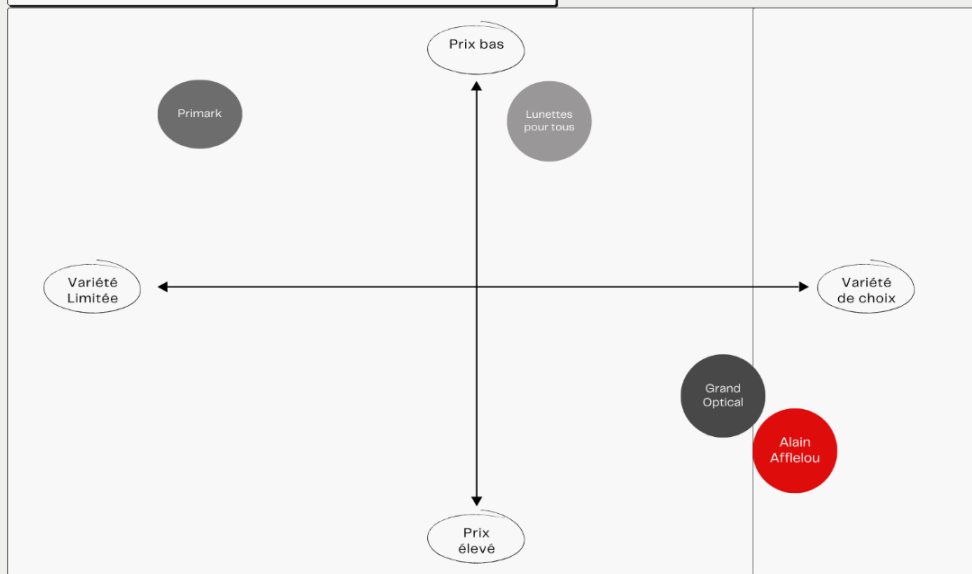 Prix bas
Primark
Lunettes
pour tous
Variété
Limitée
Variété
de choix
Grand
Optical
Alain
Afflelou
Prix
élevé